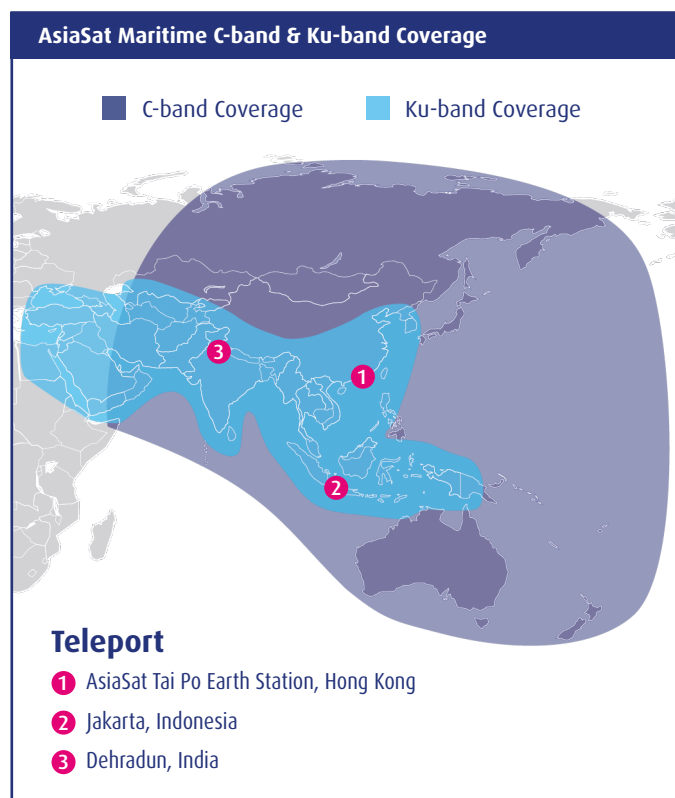 AsiaSat Maritime C-band & Ku-band Coverage
C-band Coverage
Ku-band Coverage
3
1
2
Teleport
1 AsiaSat Tai Po Earth Station, Hong Kong
2 Jakarta, Indonesia
3 Dehradun, India